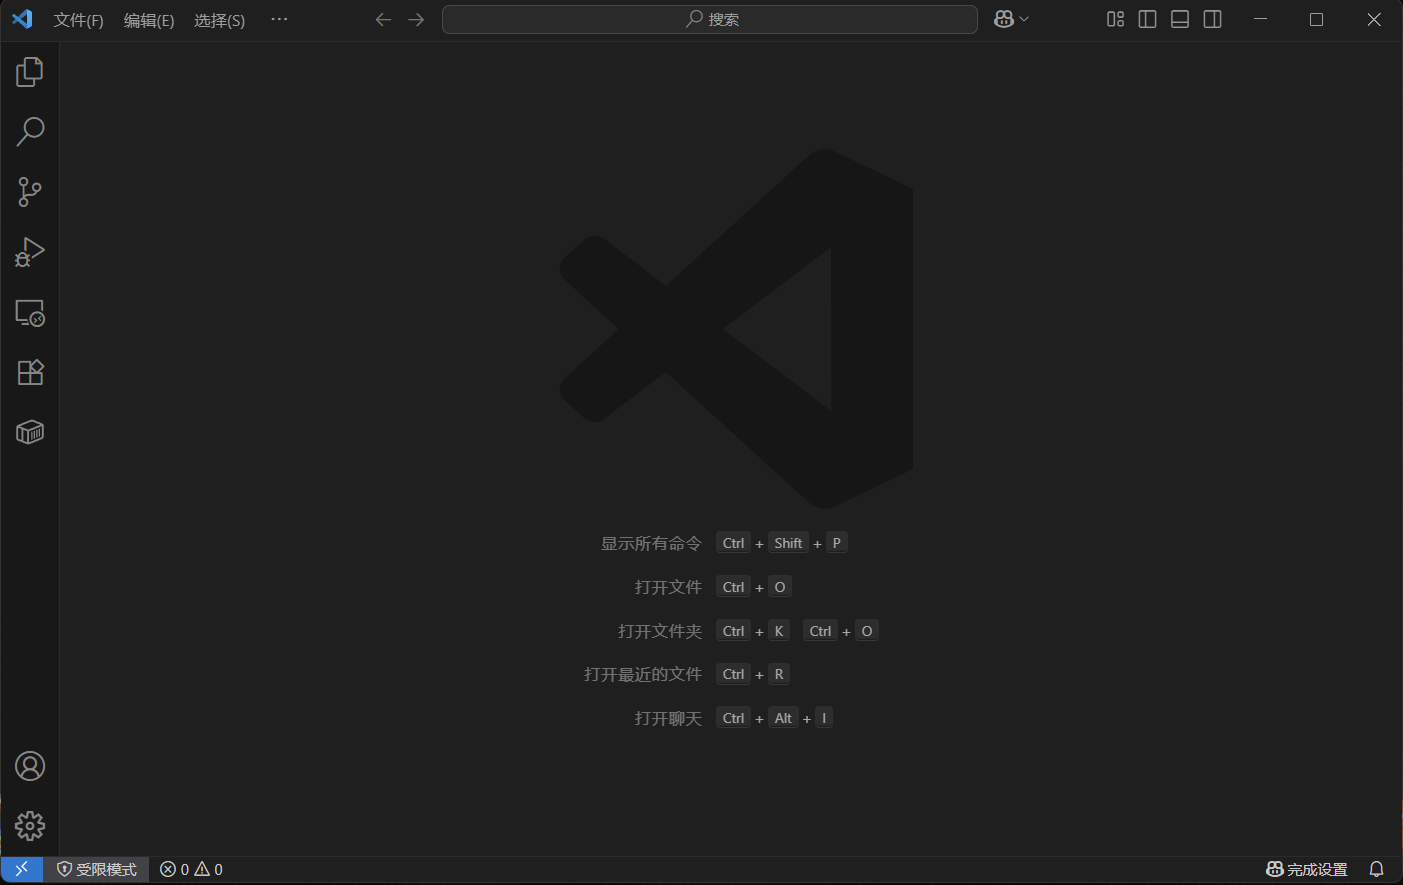 文件(F) 编辑(E) 选择(S) ··· 搜索
显示所有命令 Ctrl + Shift + P
打开文件 Ctrl + O
打开文件夹 Ctrl + K Ctrl + O
打开最近的文件 Ctrl + R
打开聊天 Ctrl + Alt + I
受限模式 0 0 完成设置